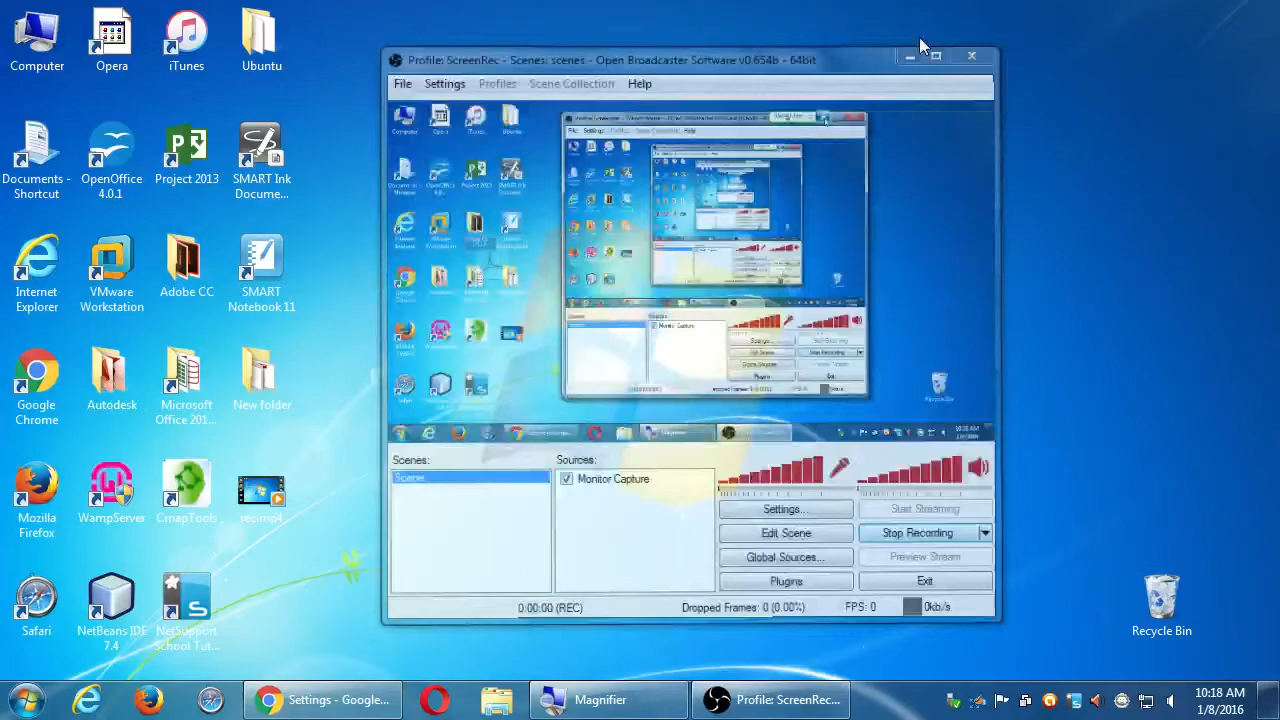 Computer
Opera
iTunes
Ubuntu
Documents -
Shortcut
OpenOffice
4.0.1
Project 2013
SMART Ink
Docume...
Internet
Explorer
VMware
Workstation
Adobe CC
SMART
Notebook 11
Google
Chrome
Autodesk
Microsoft
Office 201...
New folder
Mozilla
Firefox
WampServer
CmapTools
rec.mp4
Safari
NetBeans IDE
7.4
NetSupport
School Tut...
Recycle Bin
Profile: ScreenRec - Scenes: scenes - Open Broadcaster Software v0.654b - 64bit
File Settings Profiles Scene Collection Help
Scenes:
Scene
Sources:
Monitor Capture
Settings...
Start Streaming
Edit Scene
Stop Recording
Global Sources...
Preview Stream
Plugins
Exit
0:00:00 (REC)
Dropped Frames: 0 (0.00%)
FPS: 0
0kb/s
Settings - Google...
Magnifier
Profile: ScreenRec...
10:18 AM
1/8/2016